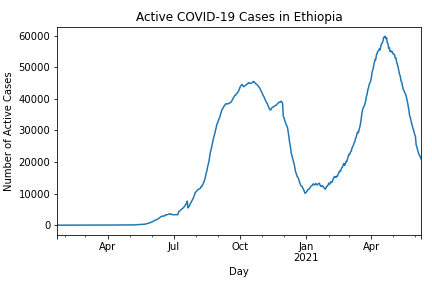 Active COVID-19 Cases in Ethiopia
Number of Active Cases
60000
50000
40000
30000
20000
10000
0
Apr
Jul
Oct
Jan
2021
Apr
Day